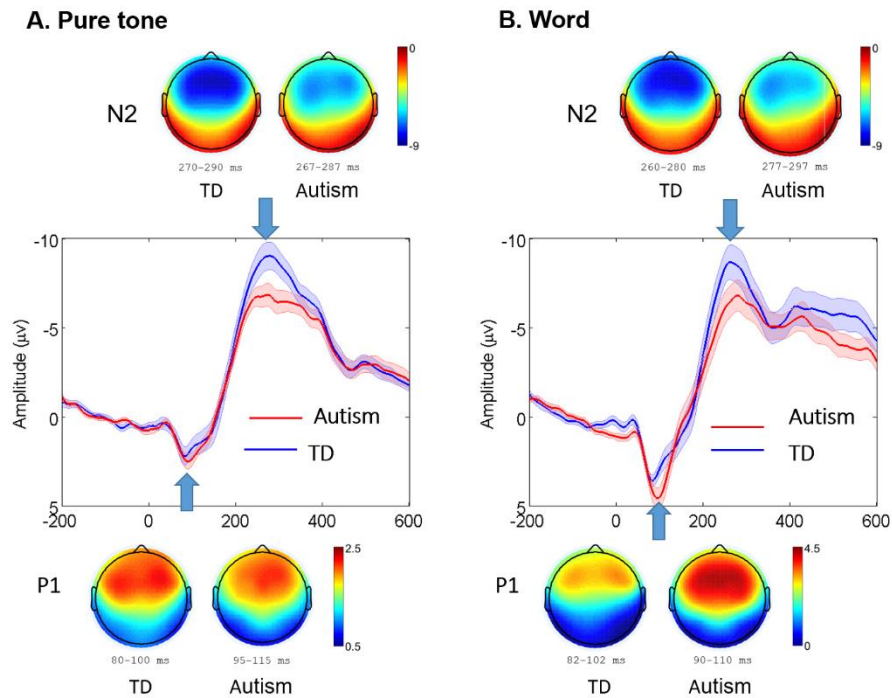 A. Pure tone
N2
0
-9
270-290 ms
267-287 ms
TD
Autism
-10
-5
0
5
Amplitude (μv)
Autism
TD
-200
0
200
400
600
P1
2.5
0.5
80-100 ms
95-115 ms
TD
Autism
B. Word
N2
0
-9
260-280 ms
277-297 ms
TD
Autism
-10
-5
0
5
Amplitude (μv)
Autism
TD
-200
0
200
400
600
P1
4.5
0
82-102 ms
90-110 ms
TD
Autism